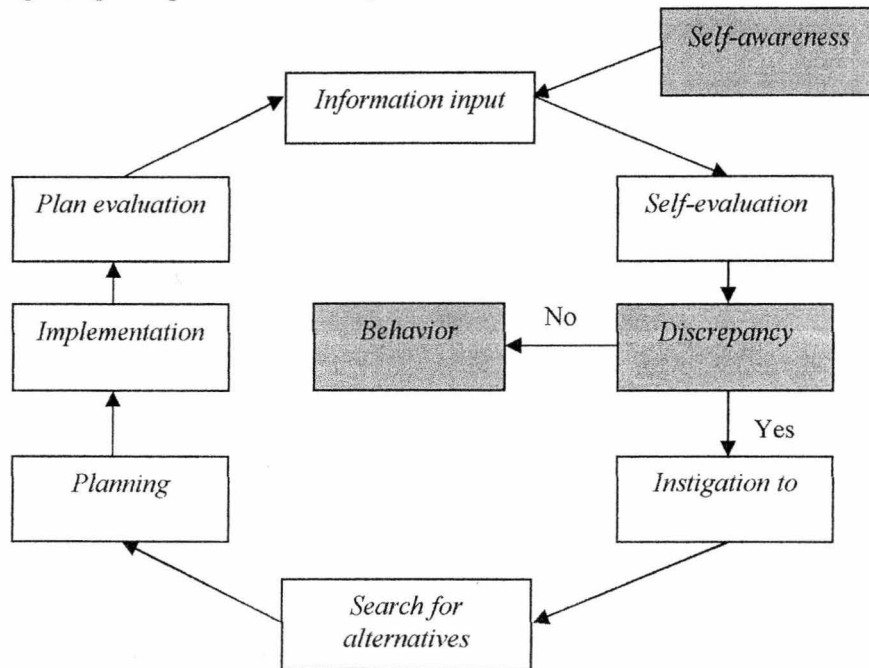 Self-awareness
Information input
Plan evaluation
Self-evaluation
Implementation
Behavior
No
Discrepancy
Yes
Planning
Instigation to
Search for
alternatives